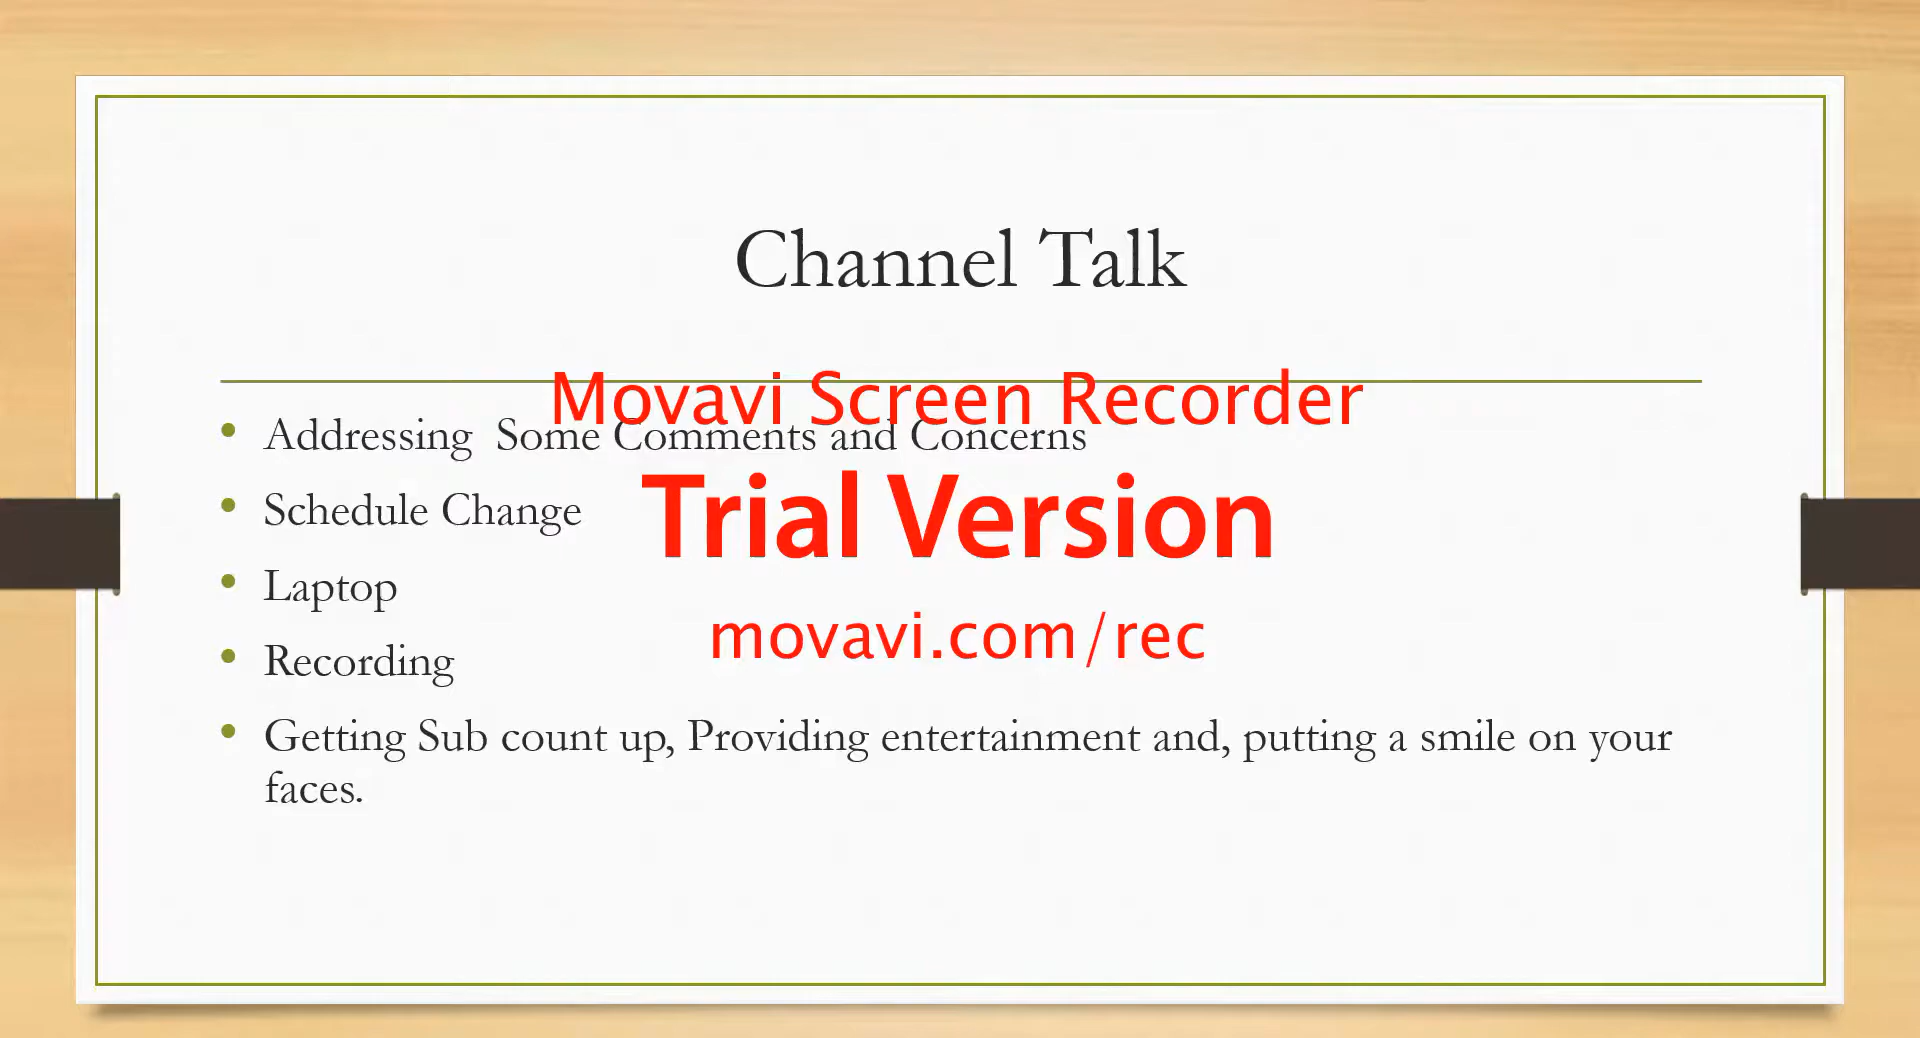 Channel Talk
Movavi Screen Recorder
• Addressing  Some Comments and Concerns
Trial Version
• Schedule Change
• Laptop
movavi.com/rec
• Recording
• Getting Sub count up, Providing entertainment and, putting a smile on your
faces.